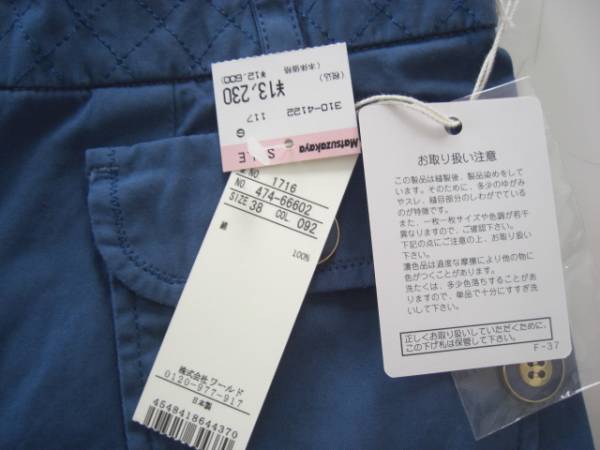 (本体価格
¥12,600)
(税込)
¥13,230
310-4122
117
Matsuzakaya
NO 1716
NO 474-66602
SIZE 38 COL 092
綿
100%
株式会社 ワールド
0120-977-917
日本製
4548418644370
お取り扱い注意
この製品は縫製後、製品染めをして
います。そのために、多少のゆがみ
やスレ、縫目部分のしわがでている
のが特徴です。
また、一枚一枚サイズや色調が若干
異なりますので、ご確認下さい。
下記の点にご注意の上、お取り扱い
下さい。
濃色品は過度な摩擦により他の物に
色がつくことがあります。
洗たくは、多少色落ちすることがあ
りますので、単品で十分にすすぎ洗
いして下さい。
正しくお取り扱いしていただくために、
この下げ札は保管して下さい。
F-37